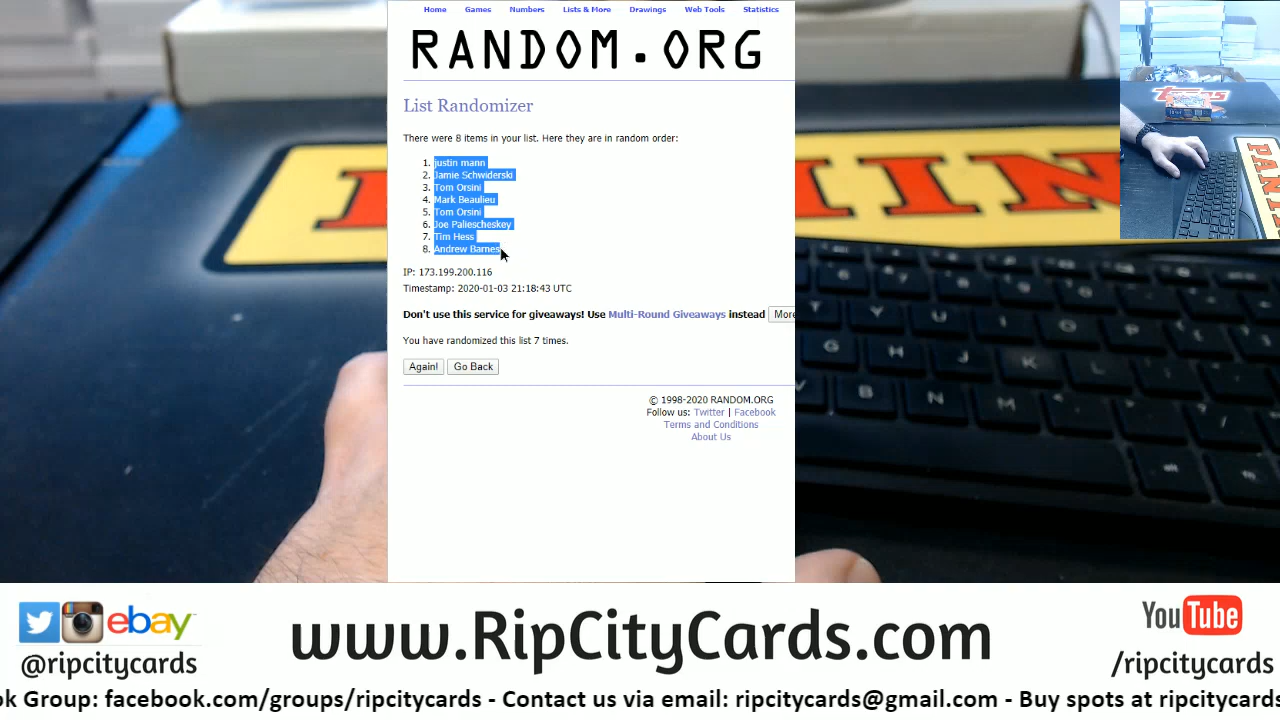 Home Games Numbers Lists & More Drawings Web Tools Statistics
RANDOM.ORG
List Randomizer
There were 8 items in your list. Here they are in random order:
1. justin mann
2. Jamie Schwiderski
3. Tom Orsini
4. Mark Beaulieu
5. Tom Orsini
6. Joe Paliescheskey
7. Tim Hess
8. Andrew Barnes
IP: 173.199.200.116
Timestamp: 2020-01-03 21:18:43 UTC
Don't use this service for giveaways! Use Multi-Round Giveaways instead More
You have randomized this list 7 times.
Again! Go Back
© 1998-2020 RANDOM.ORG
Follow us: Twitter | Facebook
Terms and Conditions
About Us
topps
PANI
ININ
T Y U I O P
G H J K L
V B N M
ebay
@ripcitycards
www.RipCityCards.com
YouTube
/ripcitycards
ok Group: facebook.com/groups/ripcitycards - Contact us via email: ripcitycards@gmail.com - Buy spots at ripcitycards